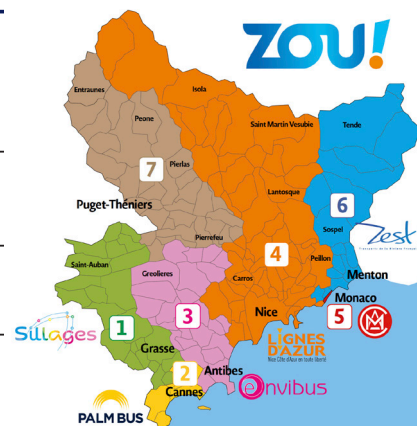 ZOU!
Entraunes
Isola
Peone
Saint Martin Vesubie
Tende
Pierlas
7
Lantosque
6
Puget-Théniers
Sospel
Zest
Pierrefeu
4
Peillon
Saint-Auban
Greolieres
Carros
Menton
Monaco
Sillages
1
3
Nice
5
Grasse
LIGNES
D'AZUR
2
Antibes
Envibus
Cannes
PALM BUS